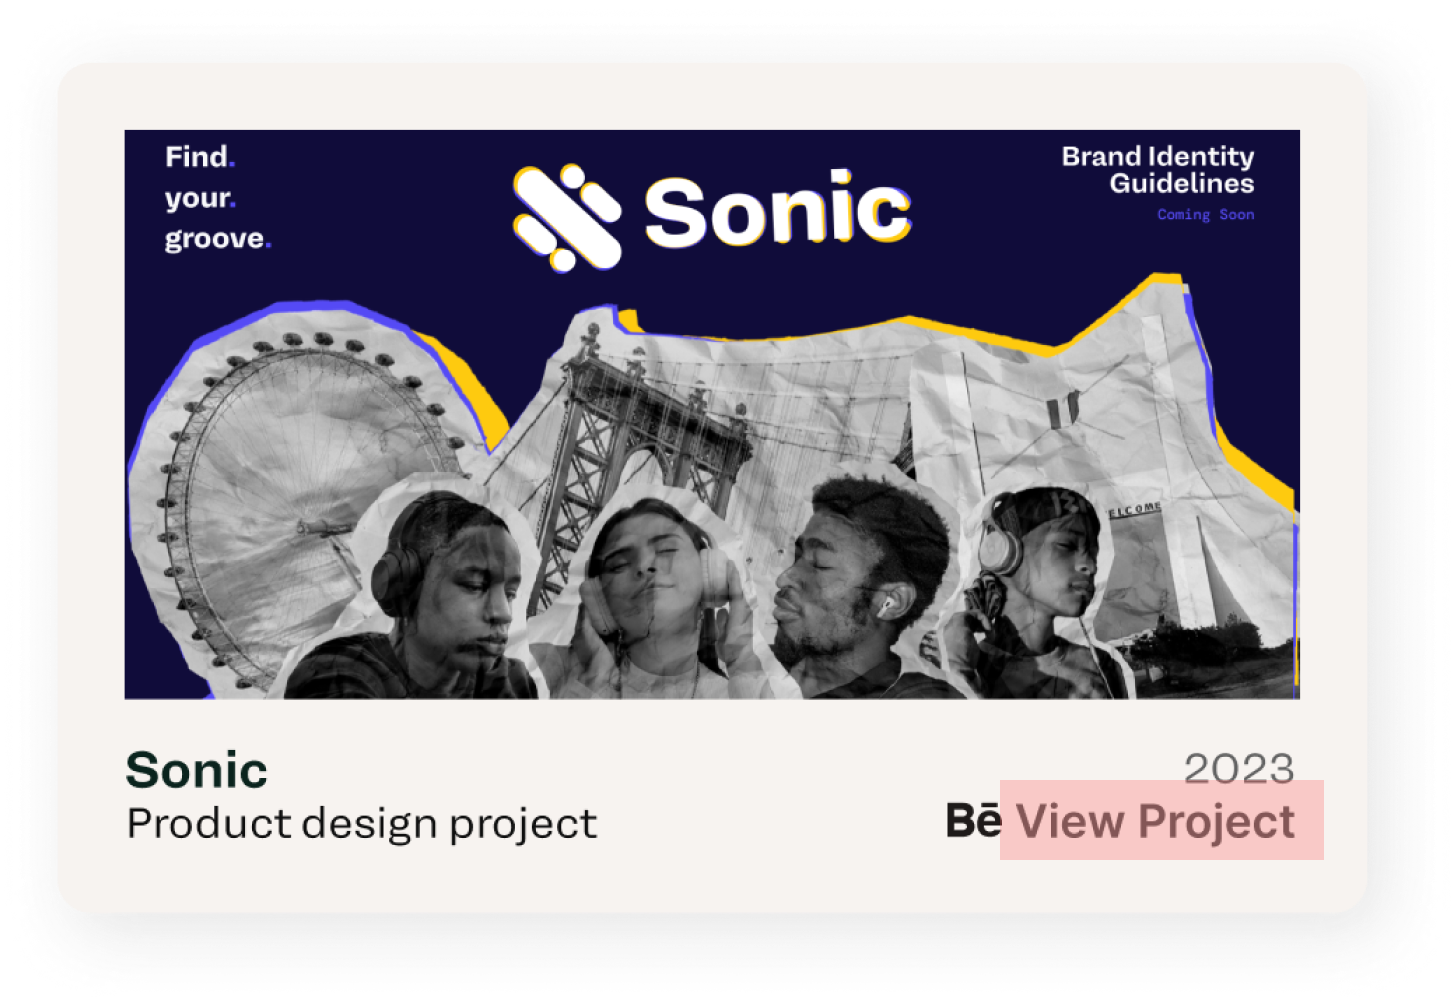 Find.
your.
groove.
Sonic
Brand Identity
Guidelines
Coming Soon
ELCOME
Sonic
Product design project
2023
Bē View Project